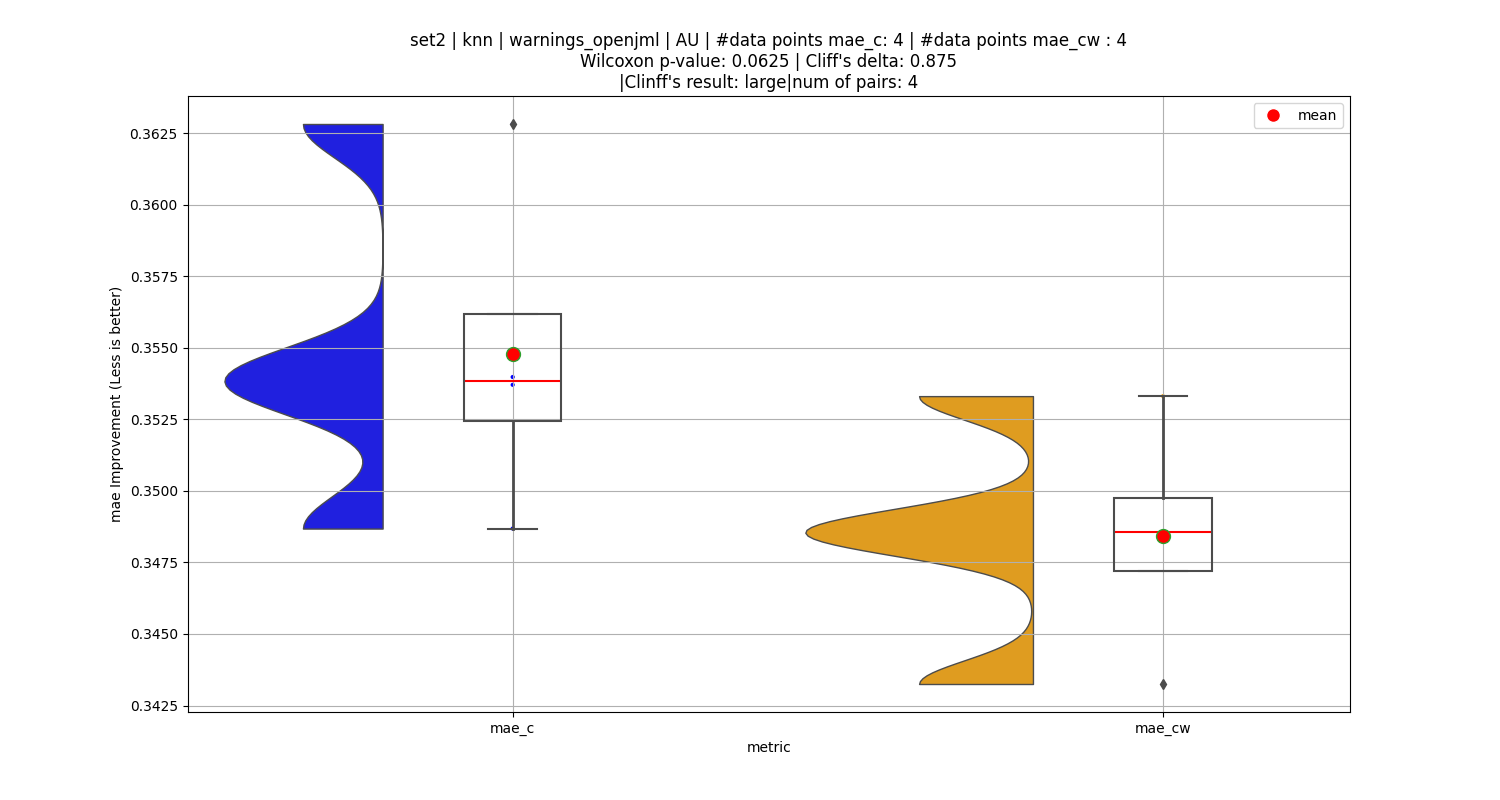 set2 | knn | warnings_openjml | AU | #data points mae_c: 4 | #data points mae_cw : 4
Wilcoxon p-value: 0.0625 | Cliff's delta: 0.875
|Clinff's result: large|num of pairs: 4
mean
0.3625
0.3600
0.3575
0.3550
0.3525
0.3500
0.3475
0.3450
0.3425
mae Improvement (Less is better)
mae_c
mae_cw
metric